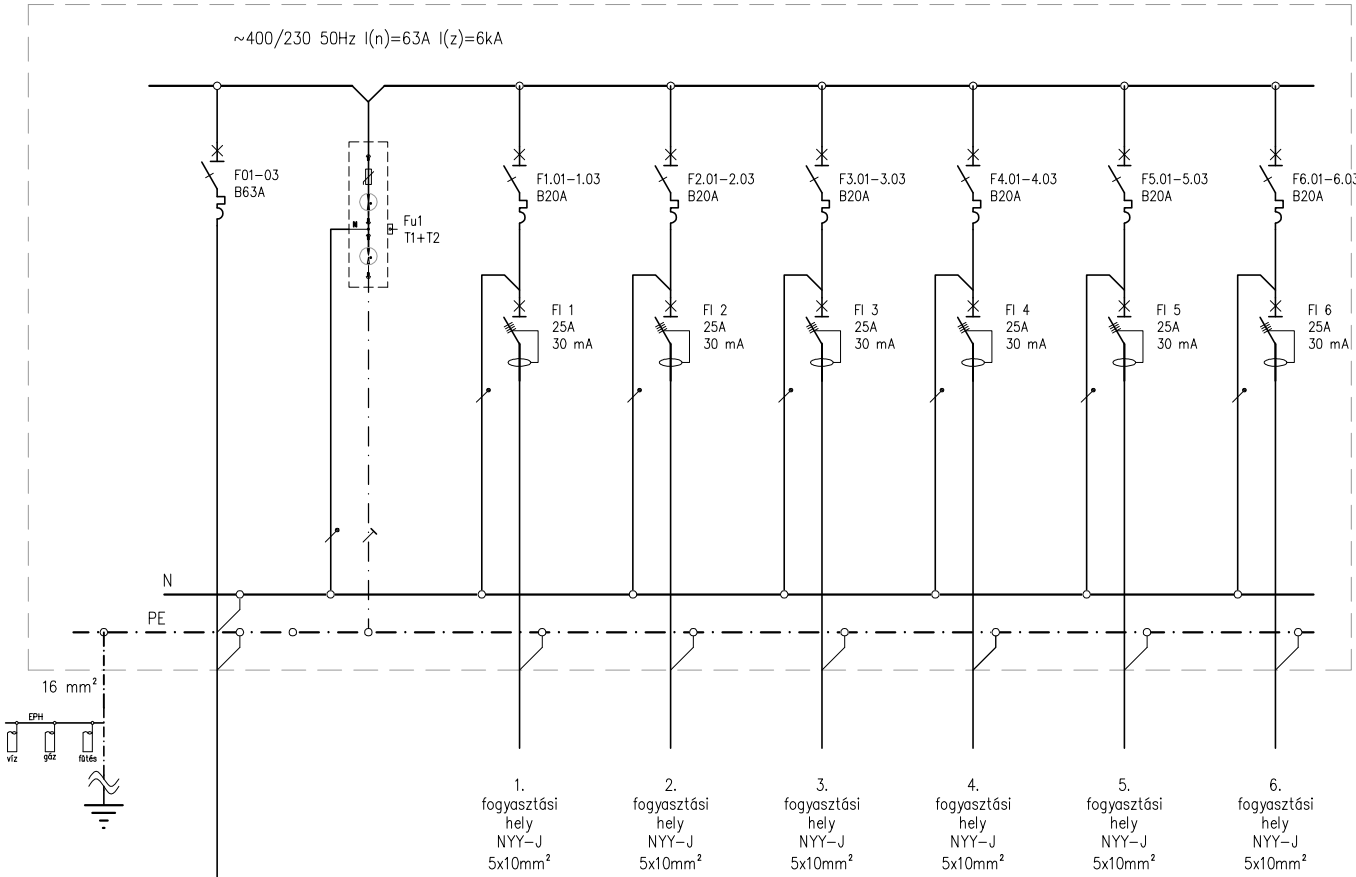 ~400/230 50Hz I(n)=63A I(z)=6kA
F01-03
B63A
N
Fu1
T1+T2
F1.01-1.03
B20A
F2.01-2.03
B20A
F3.01-3.03
B20A
F4.01-4.03
B20A
F5.01-5.03
B20A
F6.01-6.03
B20A
FI 1
25A
30 mA
FI 2
25A
30 mA
FI 3
25A
30 mA
FI 4
25A
30 mA
FI 5
25A
30 mA
FI 6
25A
30 mA
N
PE
16 mm²
EPH
víz
gáz
fűtés
1.
fogyasztási
hely
NYY-J
5x10mm²
2.
fogyasztási
hely
NYY-J
5x10mm²
3.
fogyasztási
hely
NYY-J
5x10mm²
4.
fogyasztási
hely
NYY-J
5x10mm²
5.
fogyasztási
hely
NYY-J
5x10mm²
6.
fogyasztási
hely
NYY-J
5x10mm²